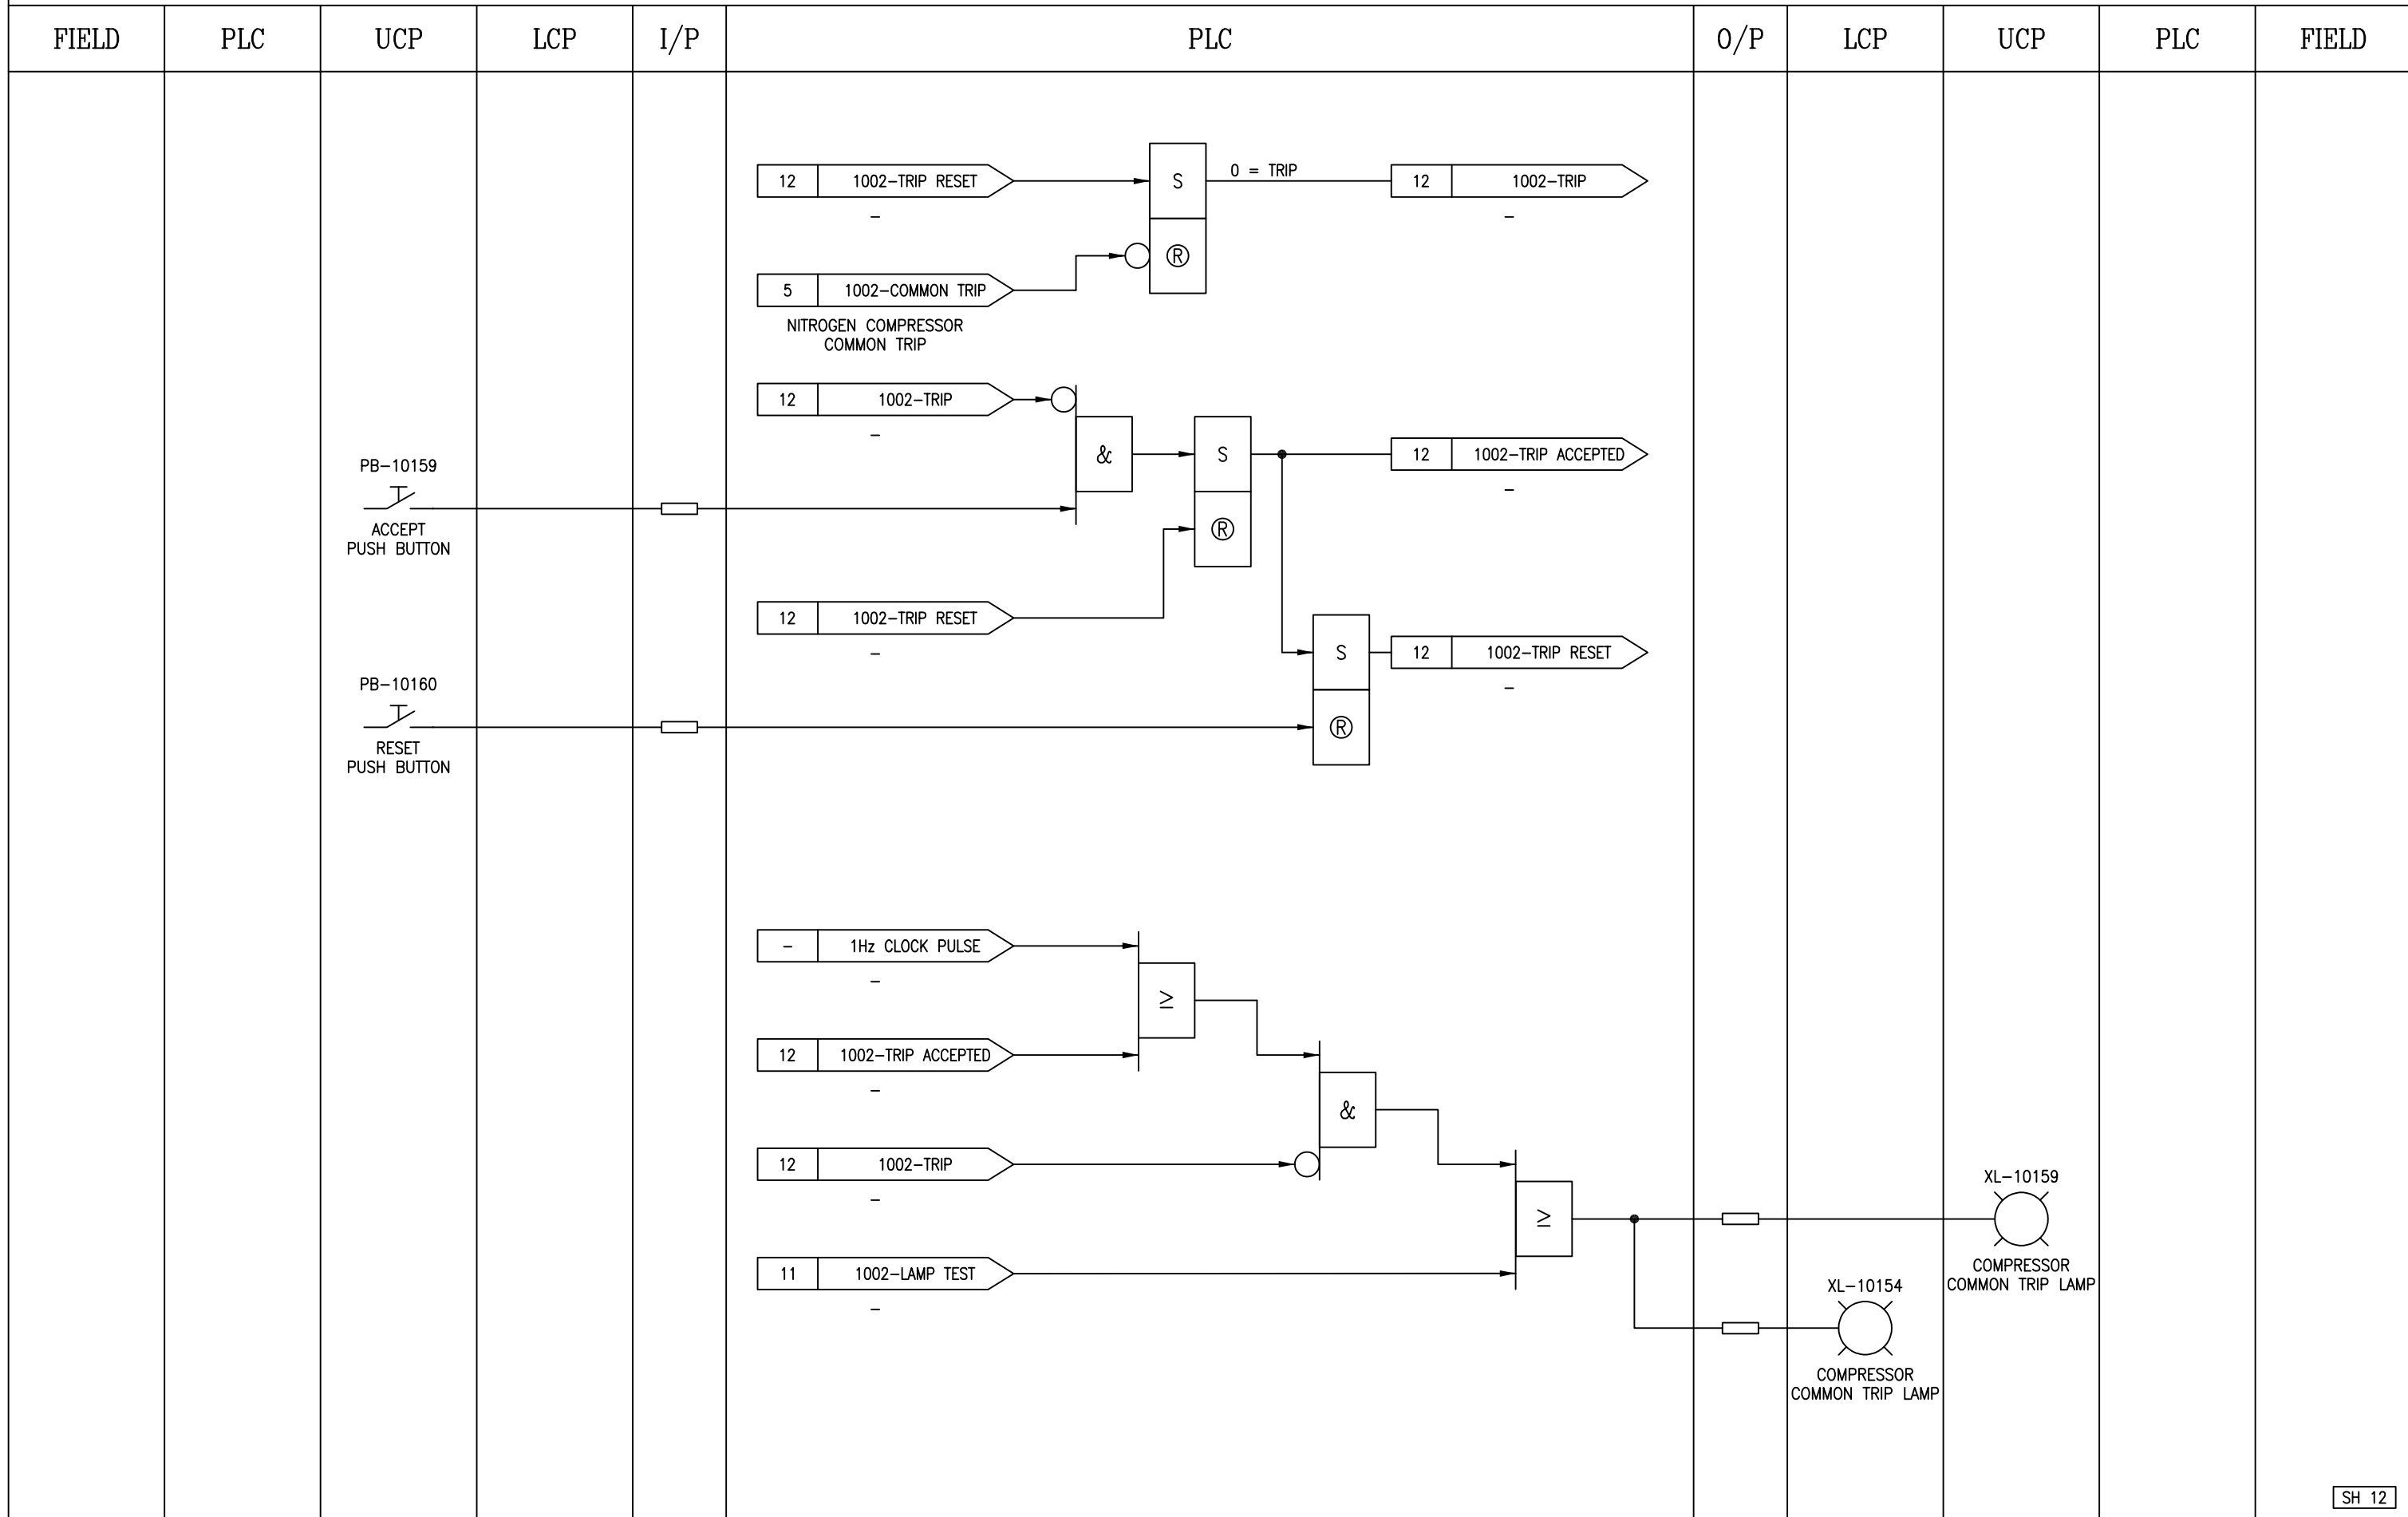 FIELD PLC UCP LCP I/P PLC O/P LCP UCP PLC FIELD
12 1002-TRIP RESET
-
S
Ⓡ
0 = TRIP
12 1002-TRIP
-
5 1002-COMMON TRIP
NITROGEN COMPRESSOR
COMMON TRIP
12 1002-TRIP
-
PB-10159
ACCEPT
PUSH BUTTON
&
S
Ⓡ
12 1002-TRIP ACCEPTED
-
12 1002-TRIP RESET
-
S
Ⓡ
12 1002-TRIP RESET
-
PB-10160
RESET
PUSH BUTTON
- 1Hz CLOCK PULSE
-
≥
12 1002-TRIP ACCEPTED
-
&
12 1002-TRIP
-
≥
11 1002-LAMP TEST
-
XL-10159
COMPRESSOR
COMMON TRIP LAMP
XL-10154
COMPRESSOR
COMMON TRIP LAMP
SH 12